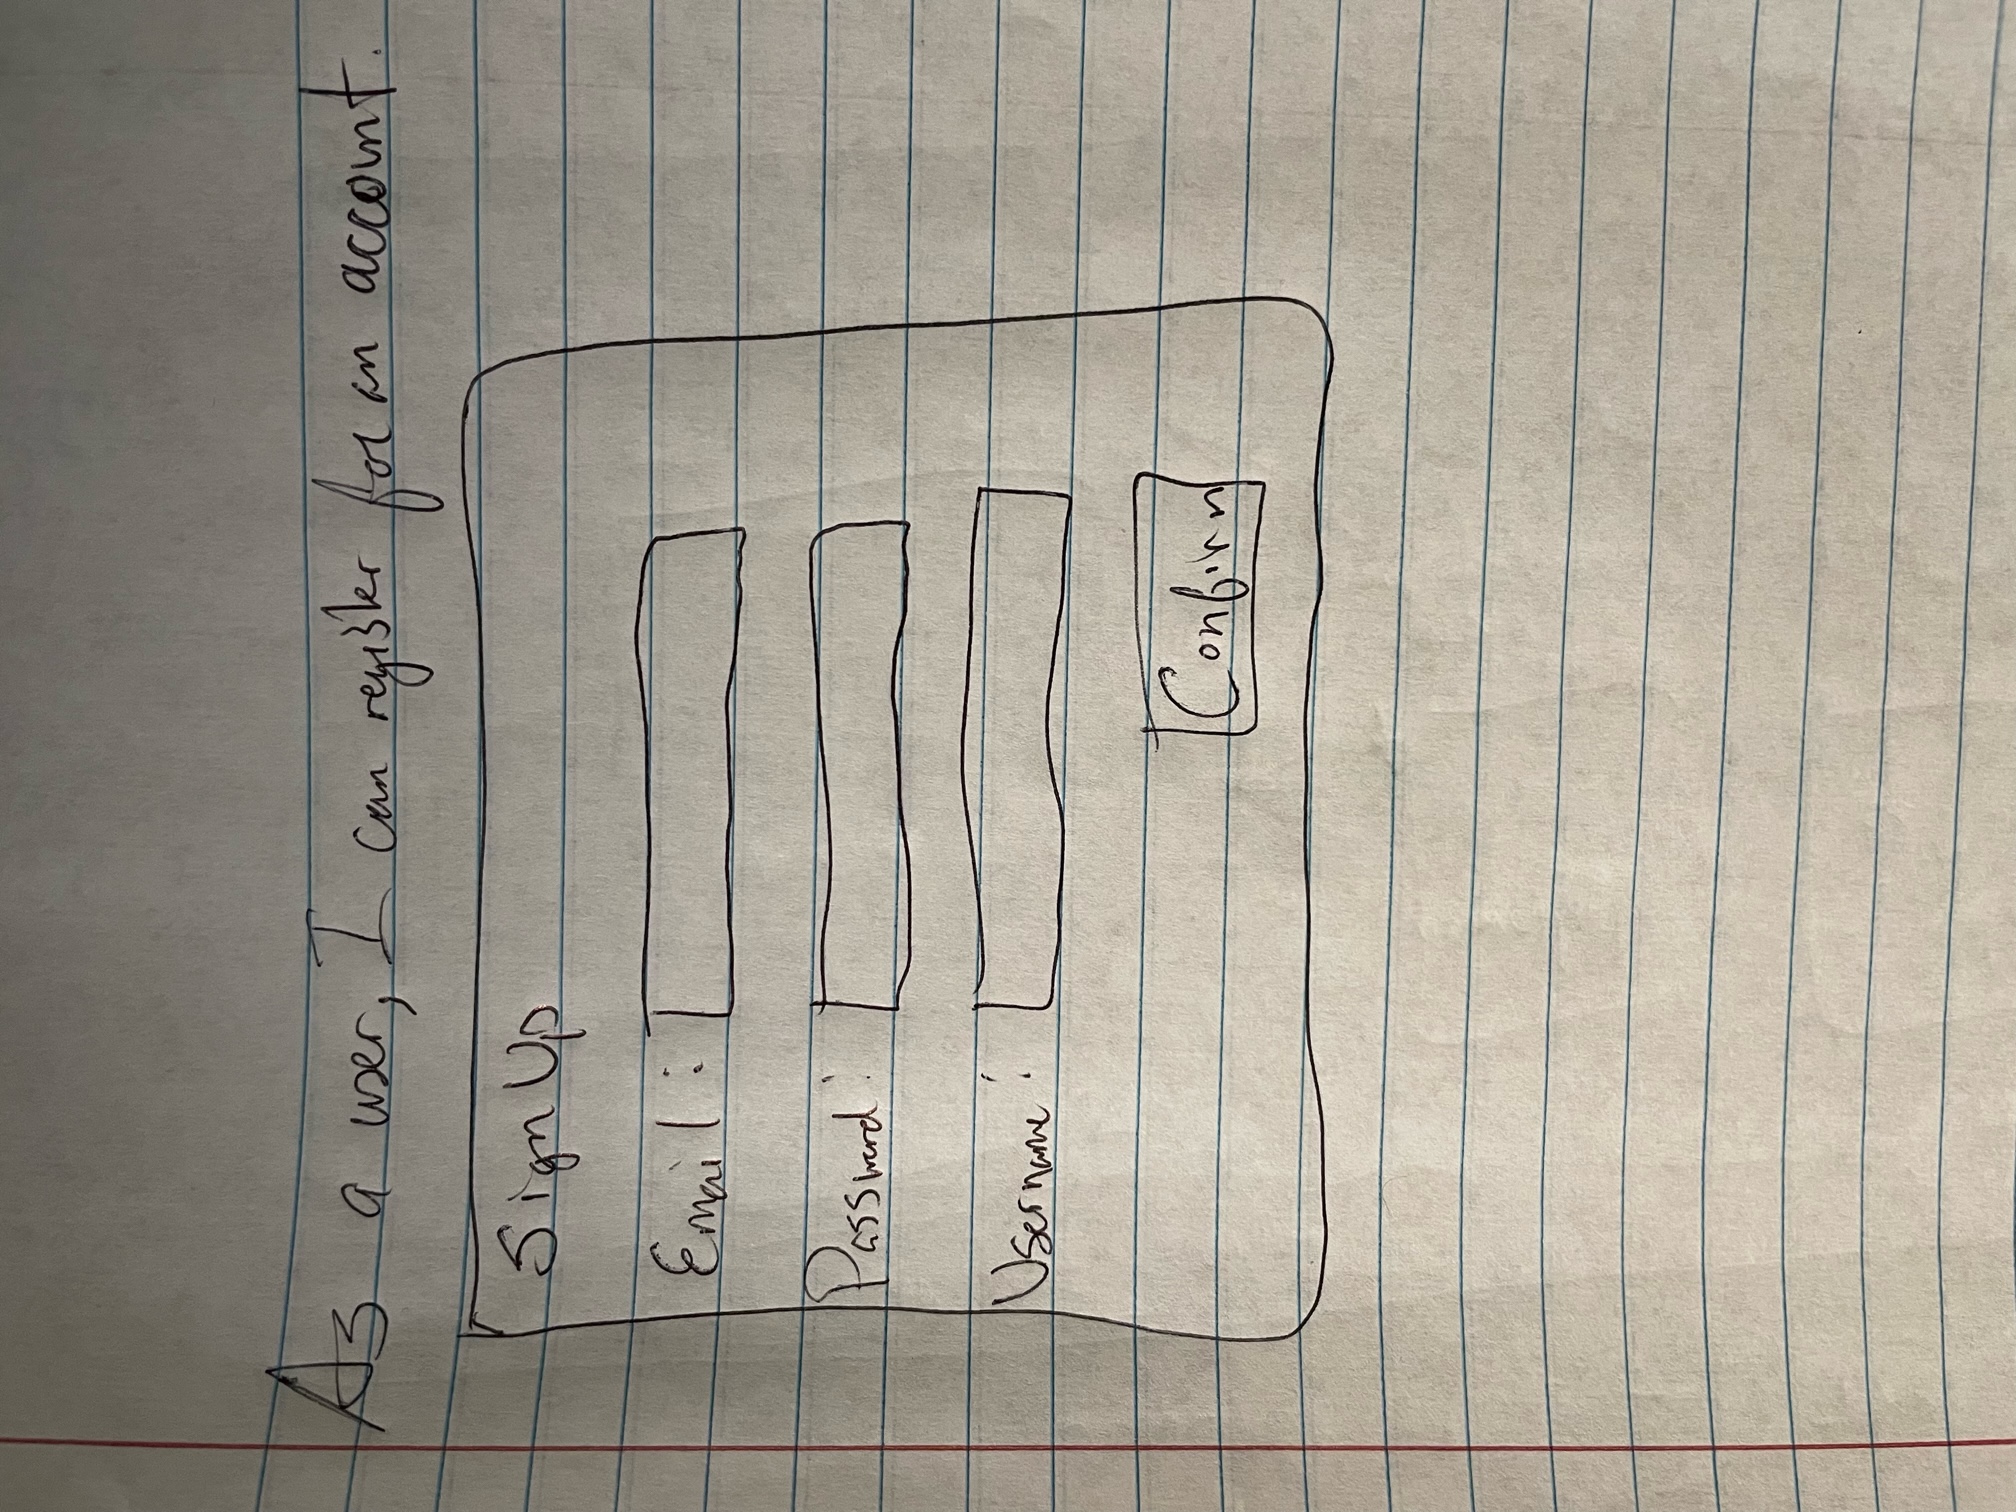 As a user, I can register for an account.
Sign Up
Email:
Password:
Username:
Confirm